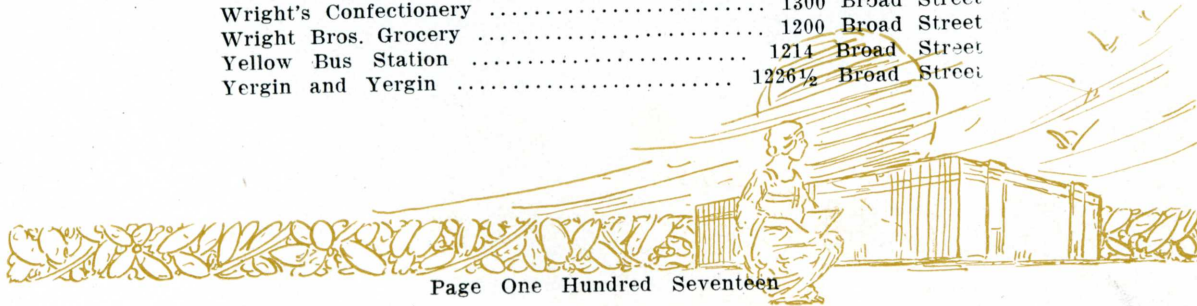 Wright's Confectionery ........................ 1300 Broad Street
Wright Bros. Grocery .......................... 1200 Broad Street
Yellow Bus Station ......................... 1214 Broad Street
Yergin and Yergin ........................... 1226½ Broad Street
Page One Hundred Seventeen